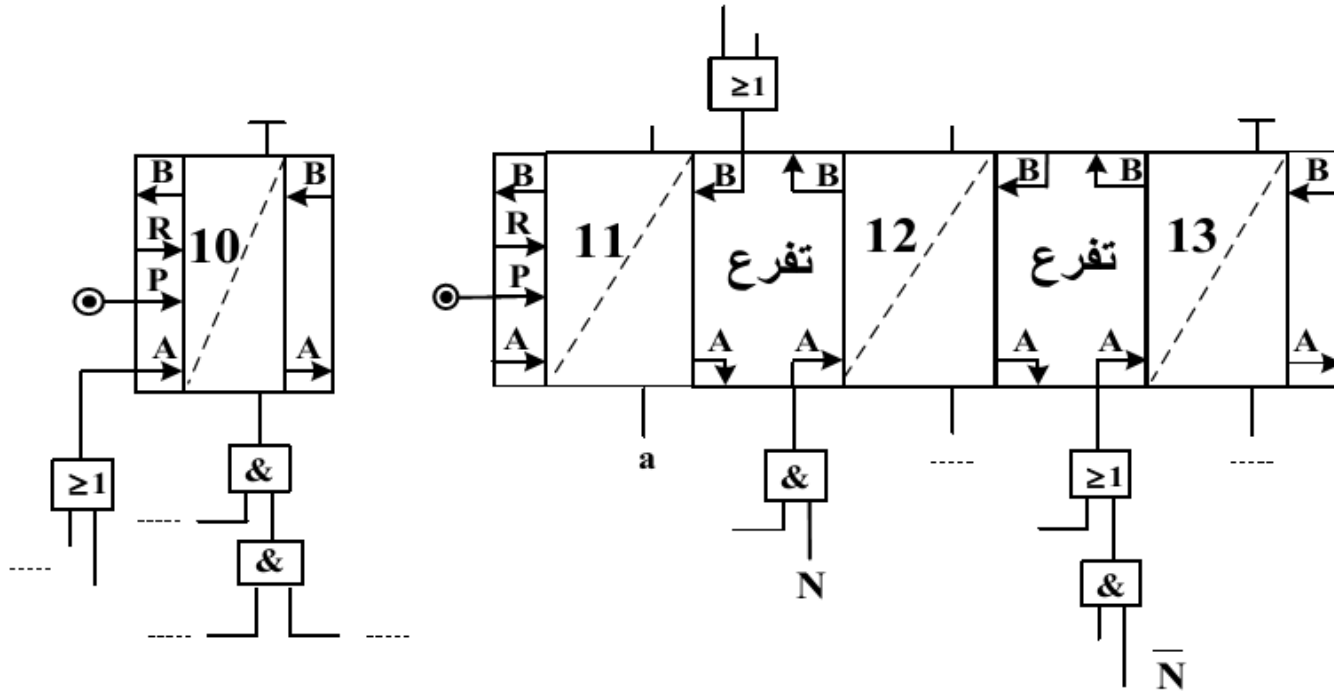 ≥1
B B B B B B B B
R 10 R 11 تفرع 12 تفرع 13
P P
A A A A A A A A
≥1 & a & ----- ≥1 -----
-----
----- & N &
----- -----
N̅